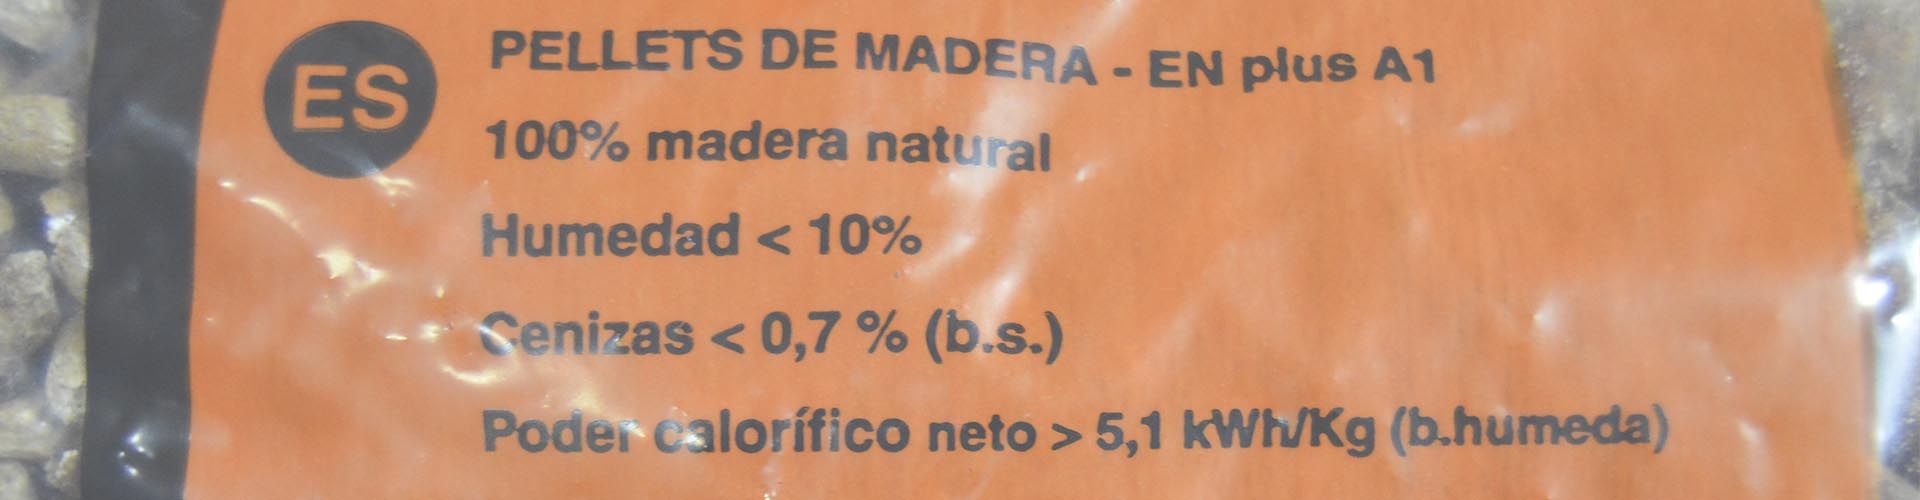 ES
PELLETS DE MADERA - EN plus A1
100% madera natural
Humedad < 10%
Cenizas < 0,7 % (b.s.)
Poder calorífico neto > 5,1 kWh/Kg (b.humeda)